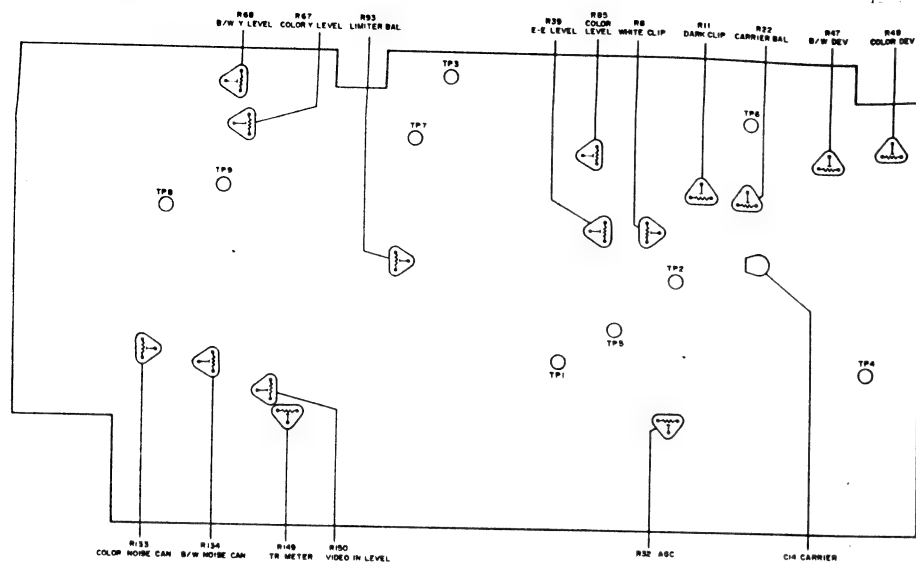 R68
B/W Y LEVEL
R67
COLOR Y LEVEL
R93
LIMITER BAL
R39
E-E LEVEL
R85
COLOR
LEVEL
R8
WHITE CLIP
R11
DARK CLIP
R22
CARRIER BAL
R47
B/W DEV
R48
COLOR DEV
TP3
TP7
TP6
TP9
TP8
TP2
TP5
TP1
TP4
R133
COLOR NOISE CAN
R134
B/W NOISE CAN
R149
TR METER
R150
VIDEO IN LEVEL
R32 AGC
C14 CARRIER